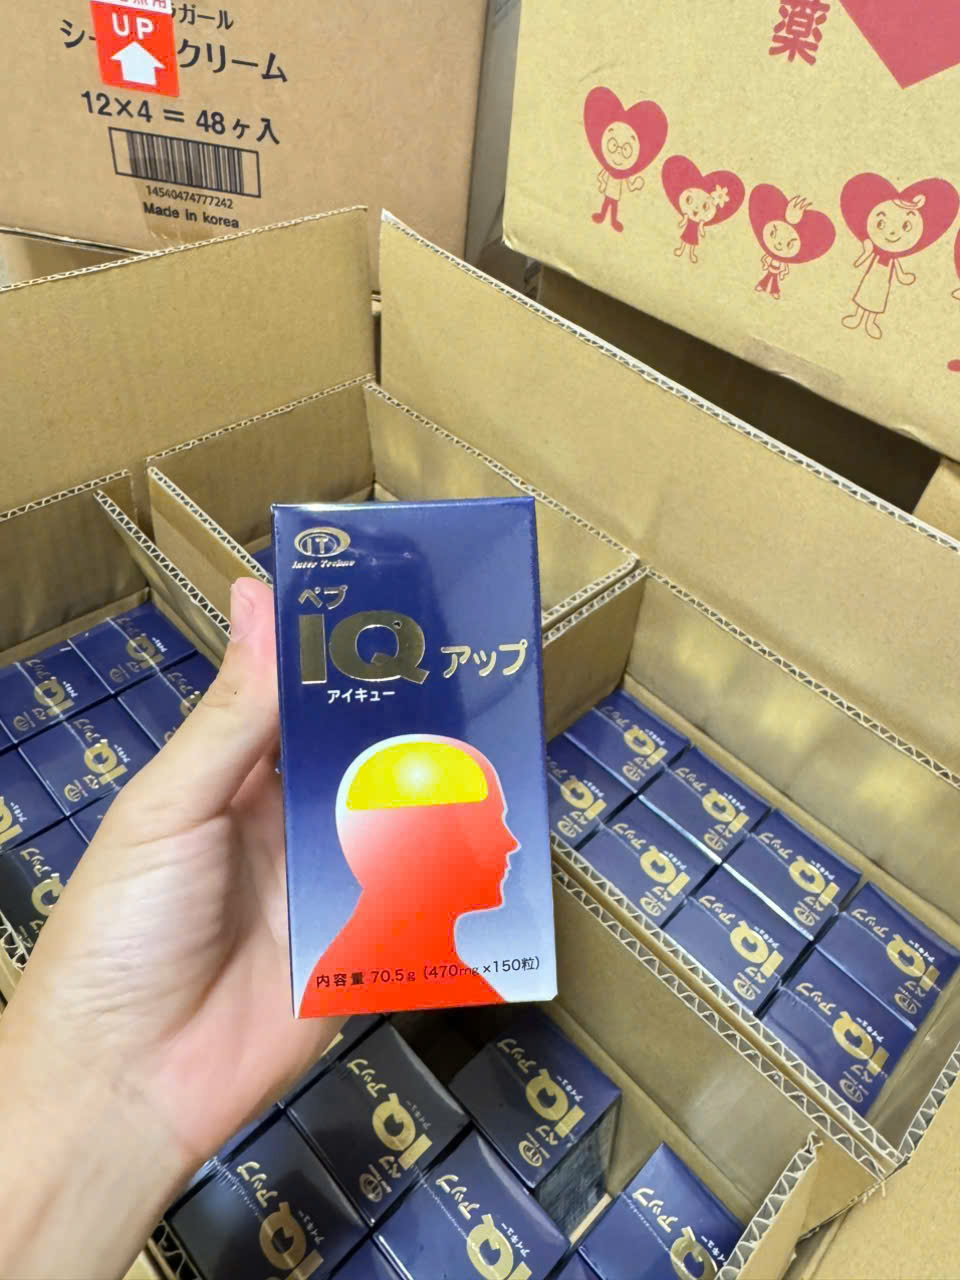 ガール
クリーム
UP
12×4 = 48ヶ入
14540474777242
Made in korea
薬
IT
Inter Techno
ペプ
IQ アップ
アイキュー
内容量 70.5g (470mg×150粒)